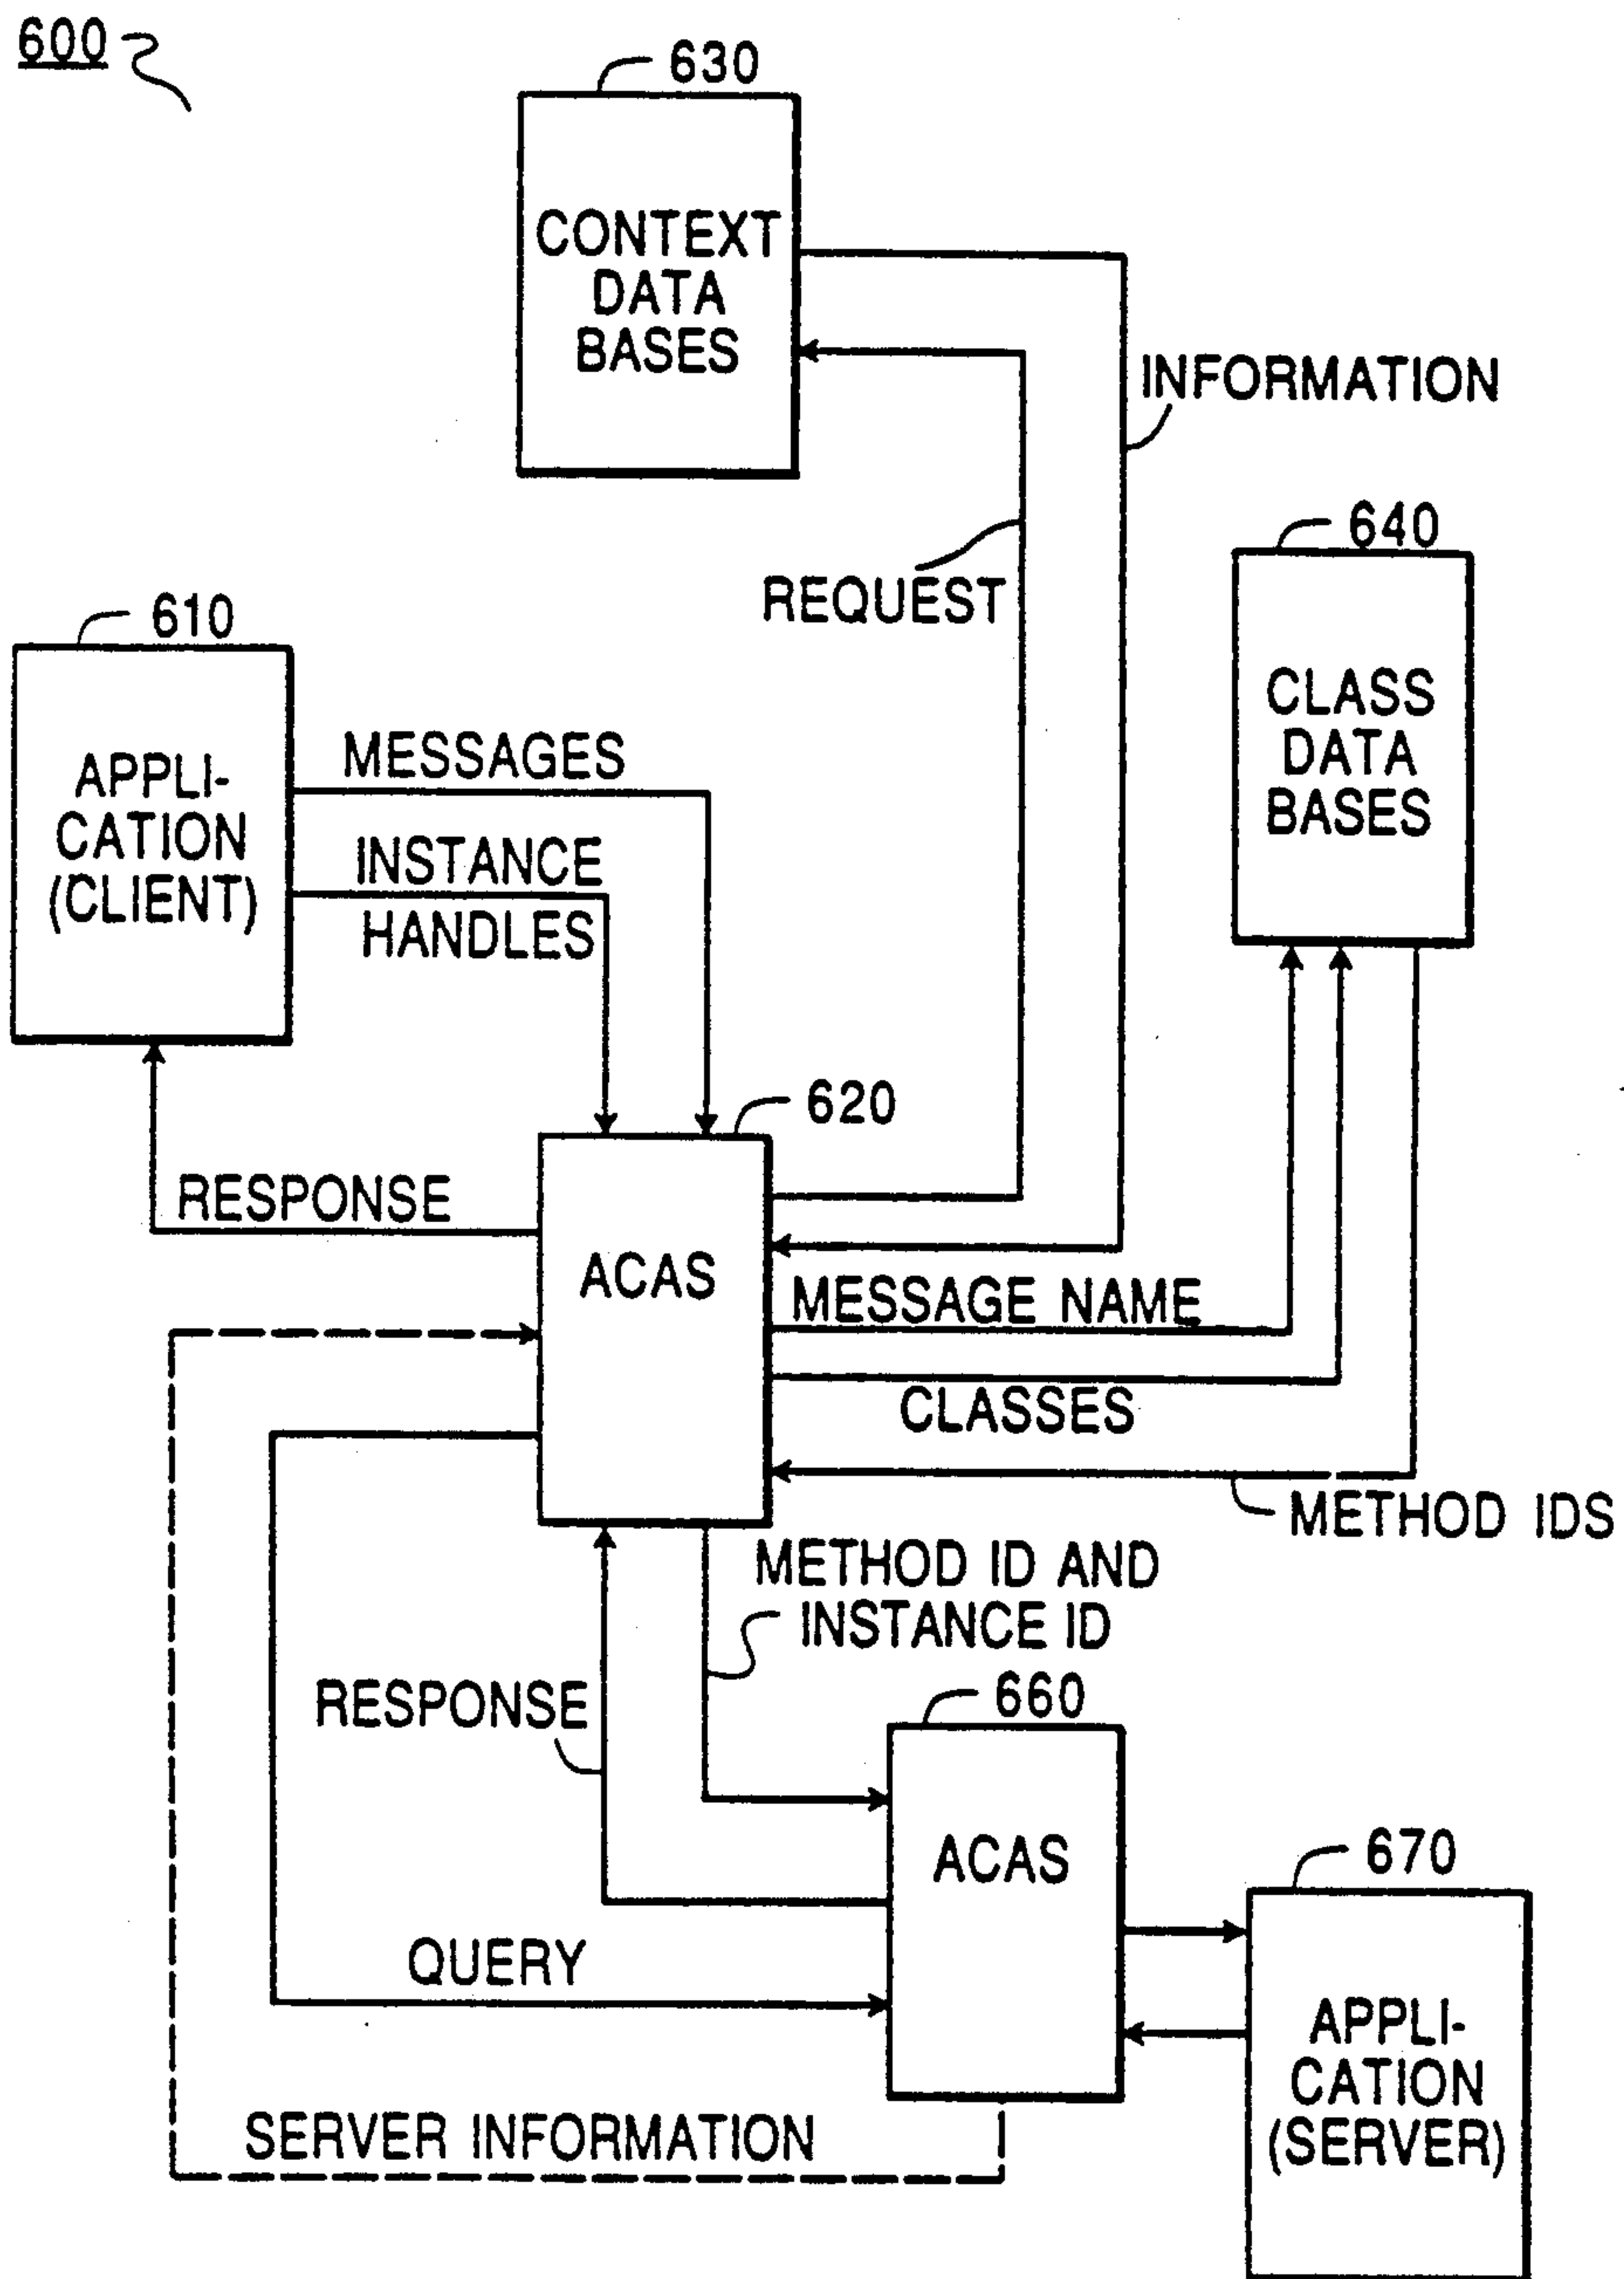 600
630
CONTEXT
DATA
BASES
INFORMATION
REQUEST
640
CLASS
DATA
BASES
610
APPLI-
CATION
(CLIENT)
MESSAGES
INSTANCE
HANDLES
620
RESPONSE
ACAS
MESSAGE NAME
CLASSES
METHOD IDS
METHOD ID AND
INSTANCE ID
RESPONSE
660
ACAS
670
QUERY
APPLI-
CATION
(SERVER)
SERVER INFORMATION